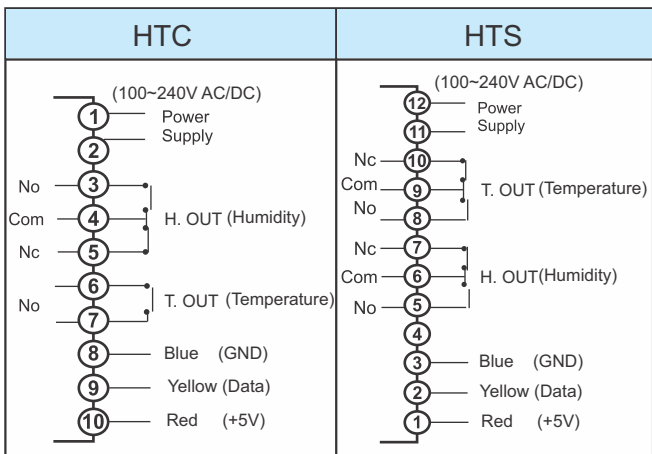 HTC
(100~240V AC/DC)
1 Power
2 Supply
No 3
Com 4 H. OUT (Humidity)
Nc 5
6
No T. OUT (Temperature)
7
8 Blue (GND)
9 Yellow (Data)
10 Red (+5V)
HTS
(100~240V AC/DC)
12 Power
11 Supply
Nc 10
Com 9 T. OUT (Temperature)
No 8
Nc 7
Com 6 H. OUT(Humidity)
No 5
4
3 Blue (GND)
2 Yellow (Data)
1 Red (+5V)